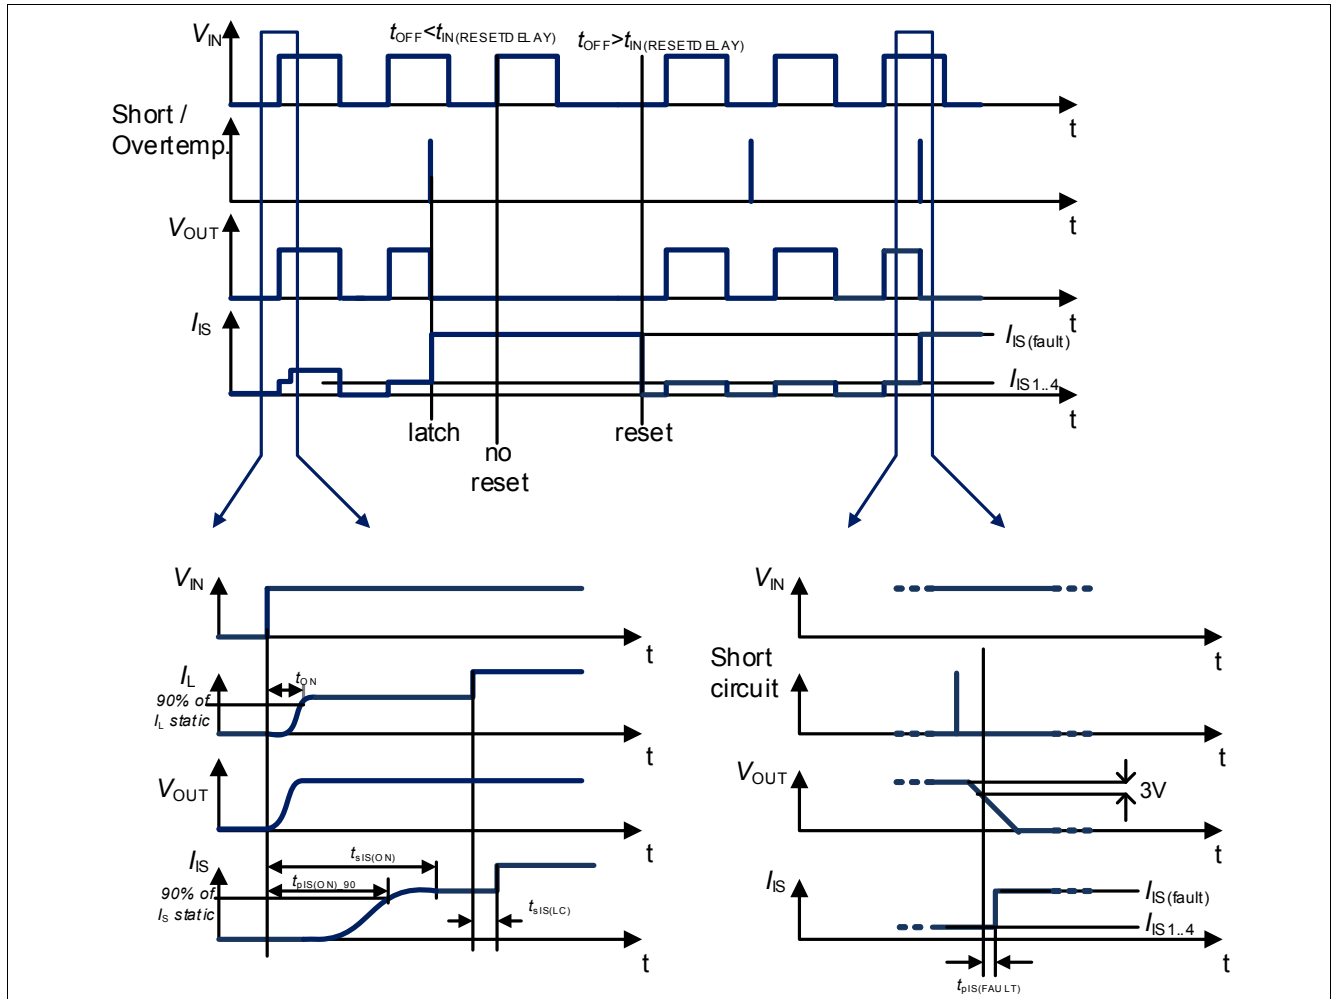 VIN
tOFF<tIN(RESETDELAY)
tOFF>tIN(RESETDELAY)
t
Short /
Overtemp.
t
VOUT
t
IIS
IIS(fault)
IIS1..4
t
latch
no
reset
reset
VIN
t
IL
tON
90% of
IL static
t
VOUT
t
IIS
tsIS(ON)
90% of
IS static
tpIS(ON)_90
tsIS(LC)
t
VIN
t
Short
circuit
t
VOUT
3V
t
IIS
IIS(fault)
IIS1..4
t
tpIS(FAULT)